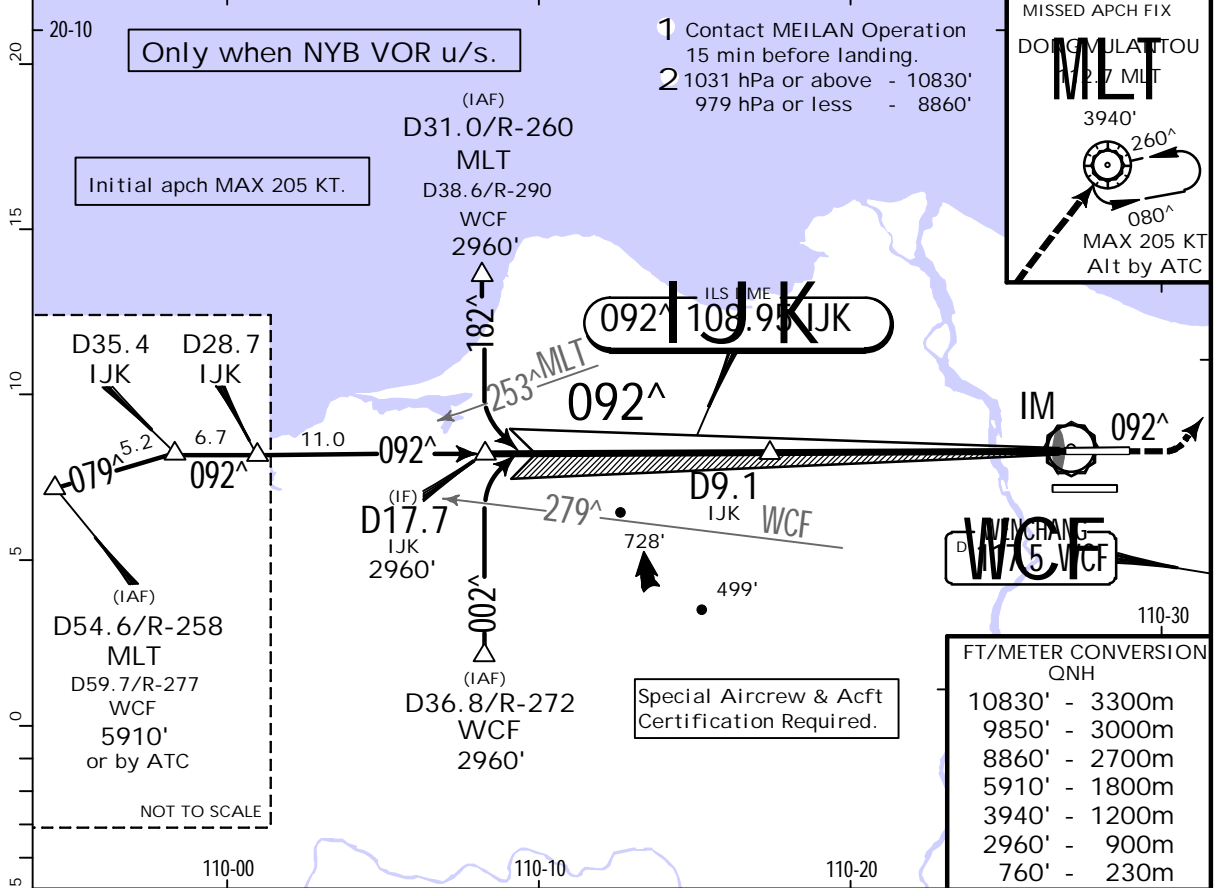 20-10
Only when NYB VOR u/s.
1 Contact MEILAN Operation
15 min before landing.
2 1031 hPa or above - 10830'
979 hPa or less - 8860'
MISSED APCH FIX
DONGMULANTOU
MLT
112.7 MLT
3940'
260^
080^
MAX 205 KT
Alt by ATC
Initial apch MAX 205 KT.
(IAF)
D31.0/R-260
MLT
D38.6/R-290
WCF
2960'
182^
ILS DME
092^ 108.95 IJK
IJK
253^ MLT
092^
D35.4
IJK
D28.7
IJK
079^
5.2
6.7
092^
11.0
092^
(IF)
D17.7
IJK
2960'
D9.1
IJK
IM
092^
279^ WCF
728'
499'
WENCHANG
D 117.5 WCF
WCF
002^
(IAF)
D36.8/R-272
WCF
2960'
(IAF)
D54.6/R-258
MLT
D59.7/R-277
WCF
5910'
or by ATC
NOT TO SCALE
Special Aircrew & Acft
Certification Required.
110-30
FT/METER CONVERSION
QNH
10830' - 3300m
9850' - 3000m
8860' - 2700m
5910' - 1800m
3940' - 1200m
2960' - 900m
760' - 230m
20
15
10
5
0
5
110-00
110-10
110-20